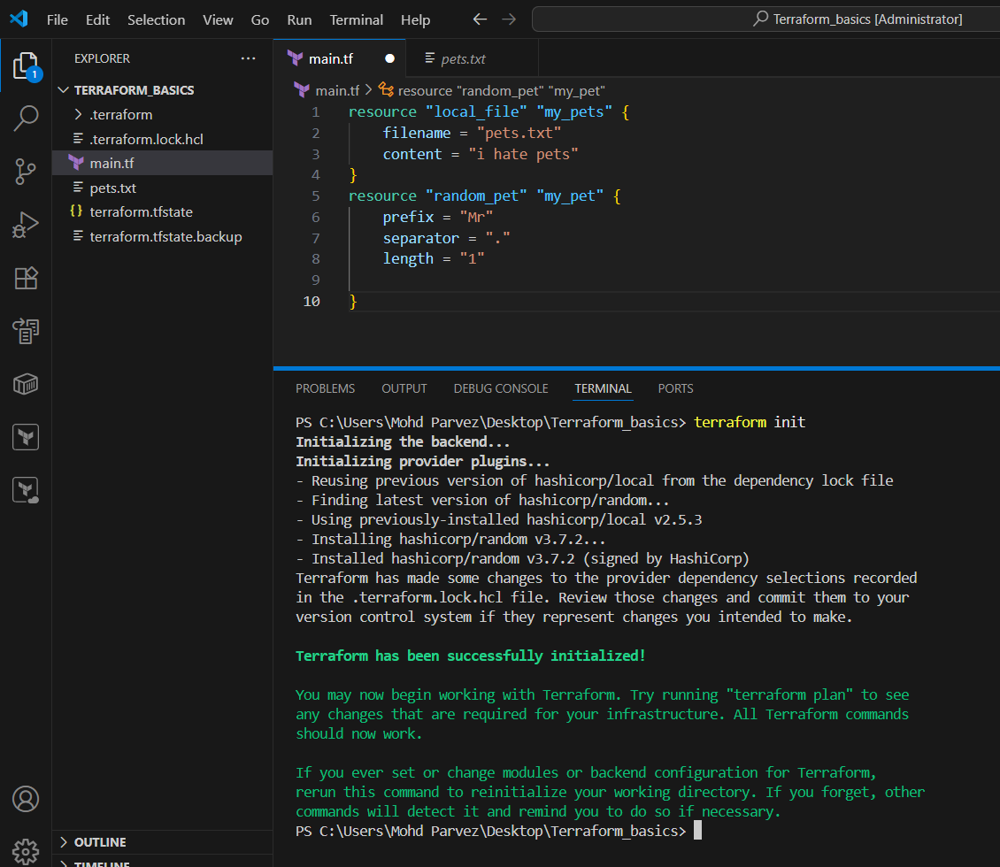 File Edit Selection View Go Run Terminal Help
Terraform_basics [Administrator]
1
EXPLORER
TERRAFORM_BASICS
.terraform
.terraform.lock.hcl
main.tf
pets.txt
terraform.tfstate
terraform.tfstate.backup
OUTLINE
TIMELINE
main.tf
pets.txt
main.tf > resource "random_pet" "my_pet"
1 resource "local_file" "my_pets" {
2 filename = "pets.txt"
3 content = "i hate pets"
4 }
5 resource "random_pet" "my_pet" {
6 prefix = "Mr"
7 separator = "."
8 length = "1"
9
10 }
PROBLEMS OUTPUT DEBUG CONSOLE TERMINAL PORTS
PS C:\Users\Mohd Parvez\Desktop\Terraform_basics> terraform init
Initializing the backend...
Initializing provider plugins...
- Reusing previous version of hashicorp/local from the dependency lock file
- Finding latest version of hashicorp/random...
- Using previously-installed hashicorp/local v2.5.3
- Installing hashicorp/random v3.7.2...
- Installed hashicorp/random v3.7.2 (signed by HashiCorp)
Terraform has made some changes to the provider dependency selections recorded
in the .terraform.lock.hcl file. Review those changes and commit them to your
version control system if they represent changes you intended to make.
Terraform has been successfully initialized!
You may now begin working with Terraform. Try running "terraform plan" to see
any changes that are required for your infrastructure. All Terraform commands
should now work.
If you ever set or change modules or backend configuration for Terraform,
rerun this command to reinitialize your working directory. If you forget, other
commands will detect it and remind you to do so if necessary.
PS C:\Users\Mohd Parvez\Desktop\Terraform_basics>